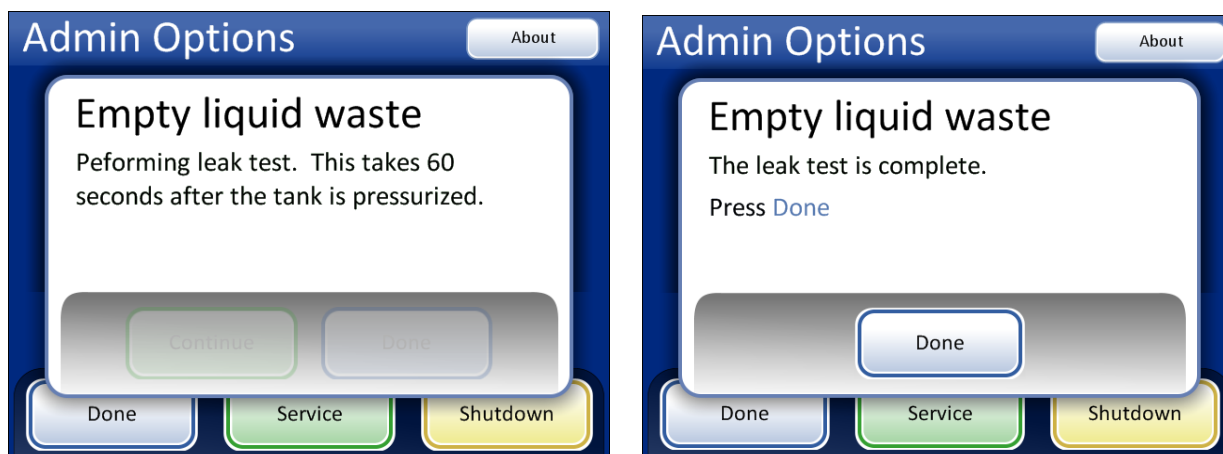 Admin Options
About
Empty liquid waste
Peforming leak test. This takes 60
seconds after the tank is pressurized.
Continue
Done
Done
Service
Shutdown
Admin Options
About
Empty liquid waste
The leak test is complete.
Press Done
Done
Done
Service
Shutdown